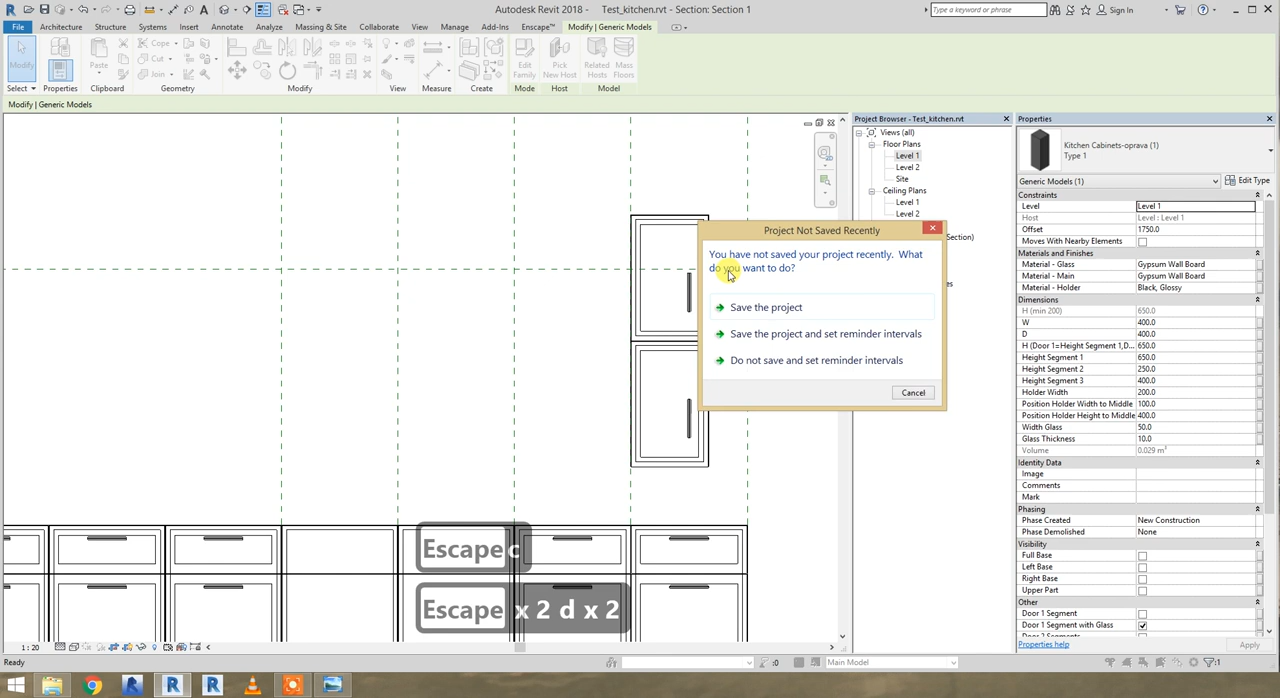 Autodesk Revit 2018 - Test_kitchen.rvt - Section: Section 1
Type a keyword or phrase
Sign In
File Architecture Structure Systems Insert Annotate Analyze Massing & Site Collaborate View Manage Add-Ins Enscape™ Modify | Generic Models
Modify
Paste
Cope
Cut
Join
Edit Family
Pick New Host
Related Hosts
Mass Floors
Select Properties Clipboard Geometry Modify View Measure Create Mode Host Model
Modify | Generic Models
Project Browser - Test_kitchen.rvt
Views (all)
Floor Plans
Level 1
Level 2
Site
Ceiling Plans
Level 1
Level 2
Section)
Properties
Kitchen Cabinets-oprava (1)
Type 1
Generic Models (1) Edit Type
Constraints
Level Level 1
Host Level : Level 1
Offset 1750.0
Moves With Nearby Elements
Materials and Finishes
Material - Glass Gypsum Wall Board
Material - Main Gypsum Wall Board
Material - Holder Black, Glossy
Dimensions
H (min 200) 650.0
W 400.0
D 400.0
H (Door 1=Height Segment 1,D... 650.0
Height Segment 1 650.0
Height Segment 2 250.0
Height Segment 3 400.0
Holder Width 200.0
Position Holder Width to Middle 100.0
Position Holder Height to Middle 400.0
Width Glass 50.0
Glass Thickness 10.0
Volume 0.029 m³
Identity Data
Image
Comments
Mark
Phasing
Phase Created New Construction
Phase Demolished None
Visibility
Full Base
Left Base
Right Base
Upper Part
Other
Door 1 Segment
Door 1 Segment with Glass
Properties help Apply
Project Not Saved Recently
You have not saved your project recently. What
do you want to do?
Save the project
Save the project and set reminder intervals
Do not save and set reminder intervals
Cancel
Escape c
Escape x 2 d x 2
1 : 20
Ready
:0
Main Model
:1